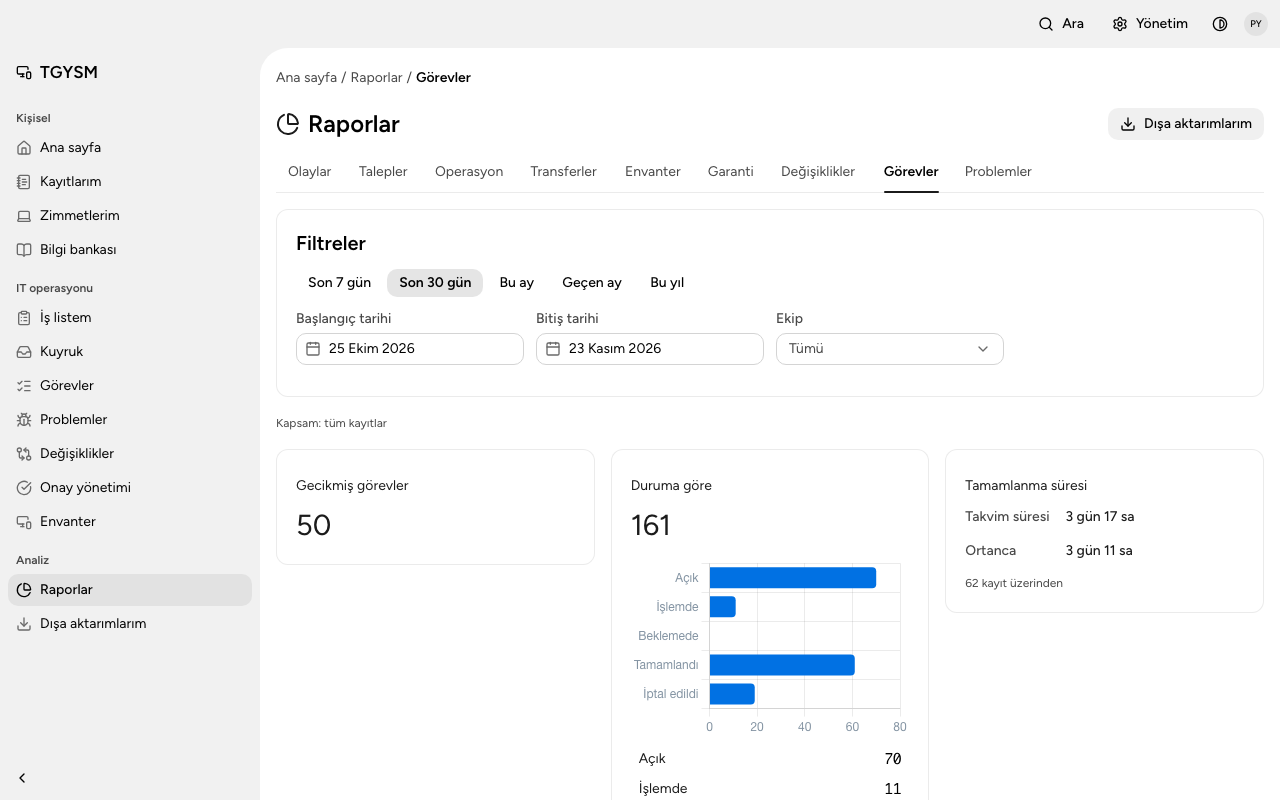 Ara
Yönetim
PY
TGYSM
Kişisel
Ana sayfa
Kayıtlarım
Zimmetlerim
Bilgi bankası
IT operasyonu
İş listem
Kuyruk
Görevler
Problemler
Değişiklikler
Onay yönetimi
Envanter
Analiz
Raporlar
Dışa aktarımlarım
Ana sayfa / Raporlar / Görevler
Raporlar
Dışa aktarımlarım
Olaylar Talepler Operasyon Transferler Envanter Garanti Değişiklikler Görevler Problemler
Filtreler
Son 7 gün Son 30 gün Bu ay Geçen ay Bu yıl
Başlangıç tarihi Bitiş tarihi Ekip
25 Ekim 2026 23 Kasım 2026 Tümü
Kapsam: tüm kayıtlar
Gecikmiş görevler
50
Duruma göre
161
Açık
İşlemde
Beklemede
Tamamlandı
İptal edildi
0 20 40 60 80
Açık 70
İşlemde 11
Tamamlanma süresi
Takvim süresi 3 gün 17 sa
Ortanca 3 gün 11 sa
62 kayıt üzerinden